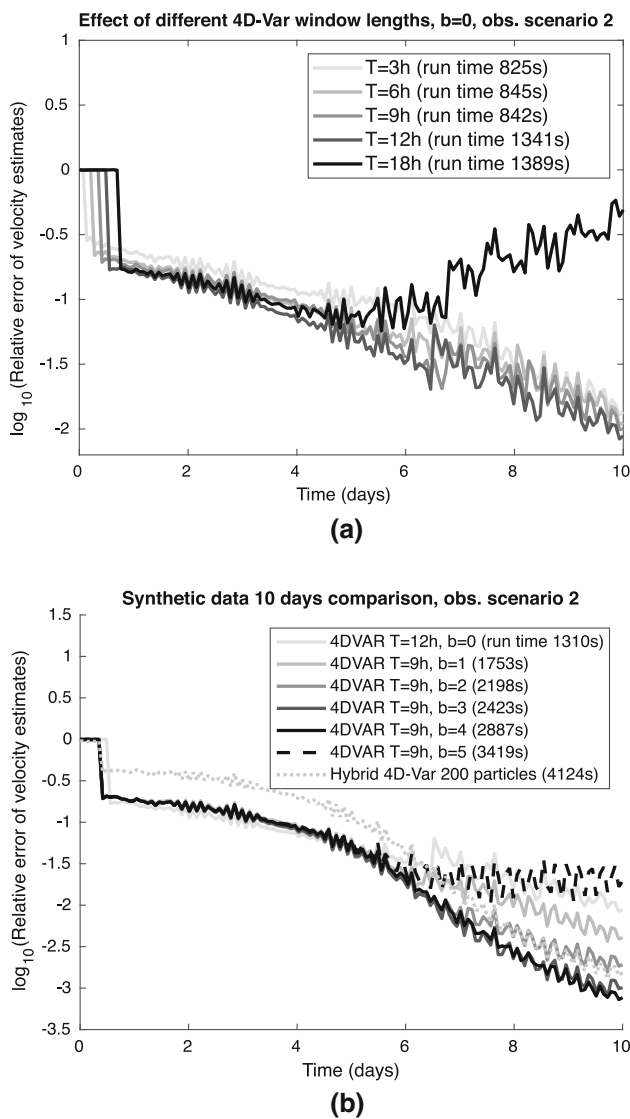 Effect of different 4D-Var window lengths, b=0, obs. scenario 2
1
0.5
0
-0.5
-1
-1.5
-2
log 10(Relative error of velocity estimates)
T=3h (run time 825s)
T=6h (run time 845s)
T=9h (run time 842s)
T=12h (run time 1341s)
T=18h (run time 1389s)
0 2 4 6 8 10
Time (days)
(a)
Synthetic data 10 days comparison, obs. scenario 2
1.5
1
0.5
0
-0.5
-1
-1.5
-2
-2.5
-3
-3.5
log10(Relative error of velocity estimates)
4DVAR T=12h, b=0 (run time 1310s)
4DVAR T=9h, b=1 (1753s)
4DVAR T=9h, b=2 (2198s)
4DVAR T=9h, b=3 (2423s)
4DVAR T=9h, b=4 (2887s)
4DVAR T=9h, b=5 (3419s)
Hybrid 4D-Var 200 particles (4124s)
0 2 4 6 8 10
Time (days)
(b)